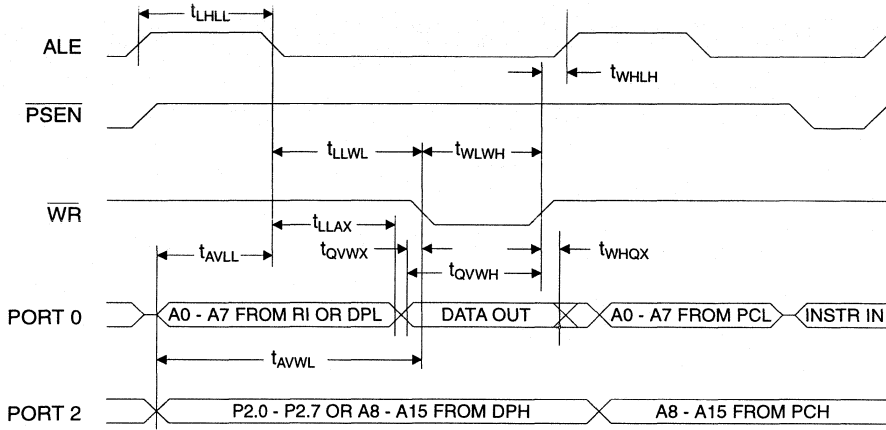 tLHLL
ALE
tWHLH
PSEN
tLLWL
tWLWH
WR
tLLAX
tAVLL
tQVWX
tWHQX
tQVWH
PORT 0
A0 - A7 FROM RI OR DPL
DATA OUT
A0 - A7 FROM PCL
INSTR IN
tAVWL
PORT 2
P2.0 - P2.7 OR A8 - A15 FROM DPH
A8 - A15 FROM PCH